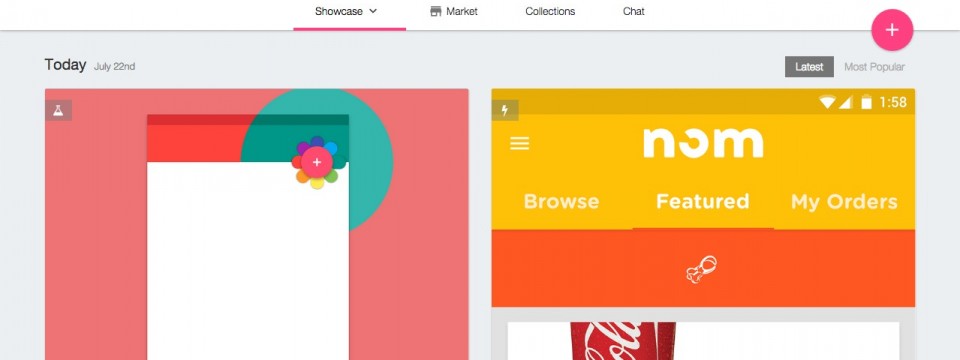 Showcase Market Collections Chat
Today July 22nd
Latest Most Popular
1:58
nom
Browse Featured My Orders